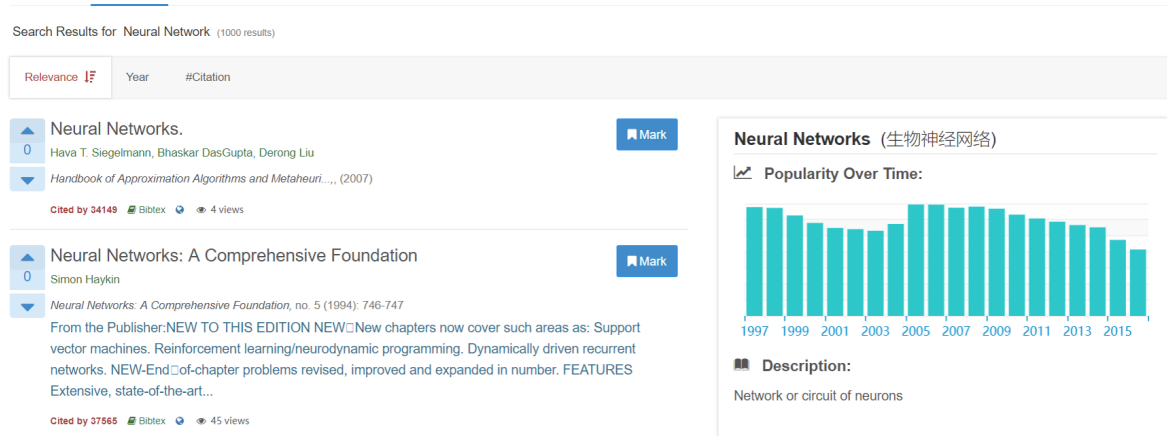 Search Results for Neural Network (1000 results)
Relevance Year #Citation
Neural Networks.
Mark
0
Hava T. Siegelmann, Bhaskar DasGupta, Derong Liu
Handbook of Approximation Algorithms and Metaheuri...,, (2007)
Cited by 34149 Bibtex 4 views
Neural Networks: A Comprehensive Foundation
Mark
0
Simon Haykin
Neural Networks: A Comprehensive Foundation, no. 5 (1994): 746-747
From the Publisher:NEW TO THIS EDITION NEW□New chapters now cover such areas as: Support
vector machines. Reinforcement learning/neurodynamic programming. Dynamically driven recurrent
networks. NEW-End□of-chapter problems revised, improved and expanded in number. FEATURES
Extensive, state-of-the-art...
Cited by 37565 Bibtex 45 views
Neural Networks (生物神经网络)
Popularity Over Time:
1997 1999 2001 2003 2005 2007 2009 2011 2013 2015
Description:
Network or circuit of neurons